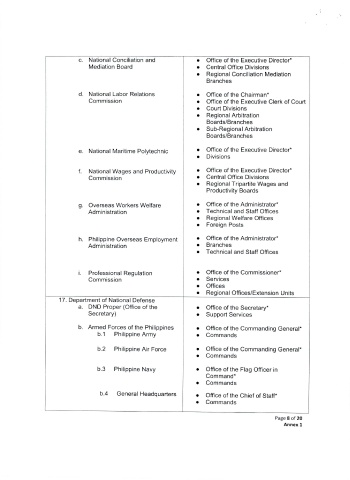 c. National Conciliation and
Mediation Board
• Office of the Executive Director*
• Central Office Divisions
• Regional Conciliation Mediation
Branches
d. National Labor Relations
Commission
• Office of the Chairman*
• Office of the Executive Clerk of Court
• Court Divisions
• Regional Arbitration
Boards/Branches
• Sub-Regional Arbitration
Boards/Branches
e. National Maritime Polytechnic
• Office of the Executive Director*
• Divisions
f. National Wages and Productivity
Commission
• Office of the Executive Director*
• Central Office Divisions
• Regional Tripartite Wages and
Productivity Boards
g. Overseas Workers Welfare
Administration
• Office of the Administrator*
• Technical and Staff Offices
• Regional Welfare Offices
• Foreign Posts
h. Philippine Overseas Employment
Administration
• Office of the Administrator*
• Branches
• Technical and Staff Offices
i. Professional Regulation
Commission
• Office of the Commissioner*
• Services
• Offices
• Regional Offices/Extension Units
17. Department of National Defense
a. DND Proper (Office of the
Secretary)
• Office of the Secretary*
• Support Services
b. Armed Forces of the Philippines
b.1 Philippine Army
• Office of the Commanding General*
• Commands
b.2 Philippine Air Force
• Office of the Commanding General*
• Commands
b.3 Philippine Navy
• Office of the Flag Officer in
Command*
• Commands
b.4 General Headquarters
• Office of the Chief of Staff*
• Commands
Page 8 of 20
Annex 1